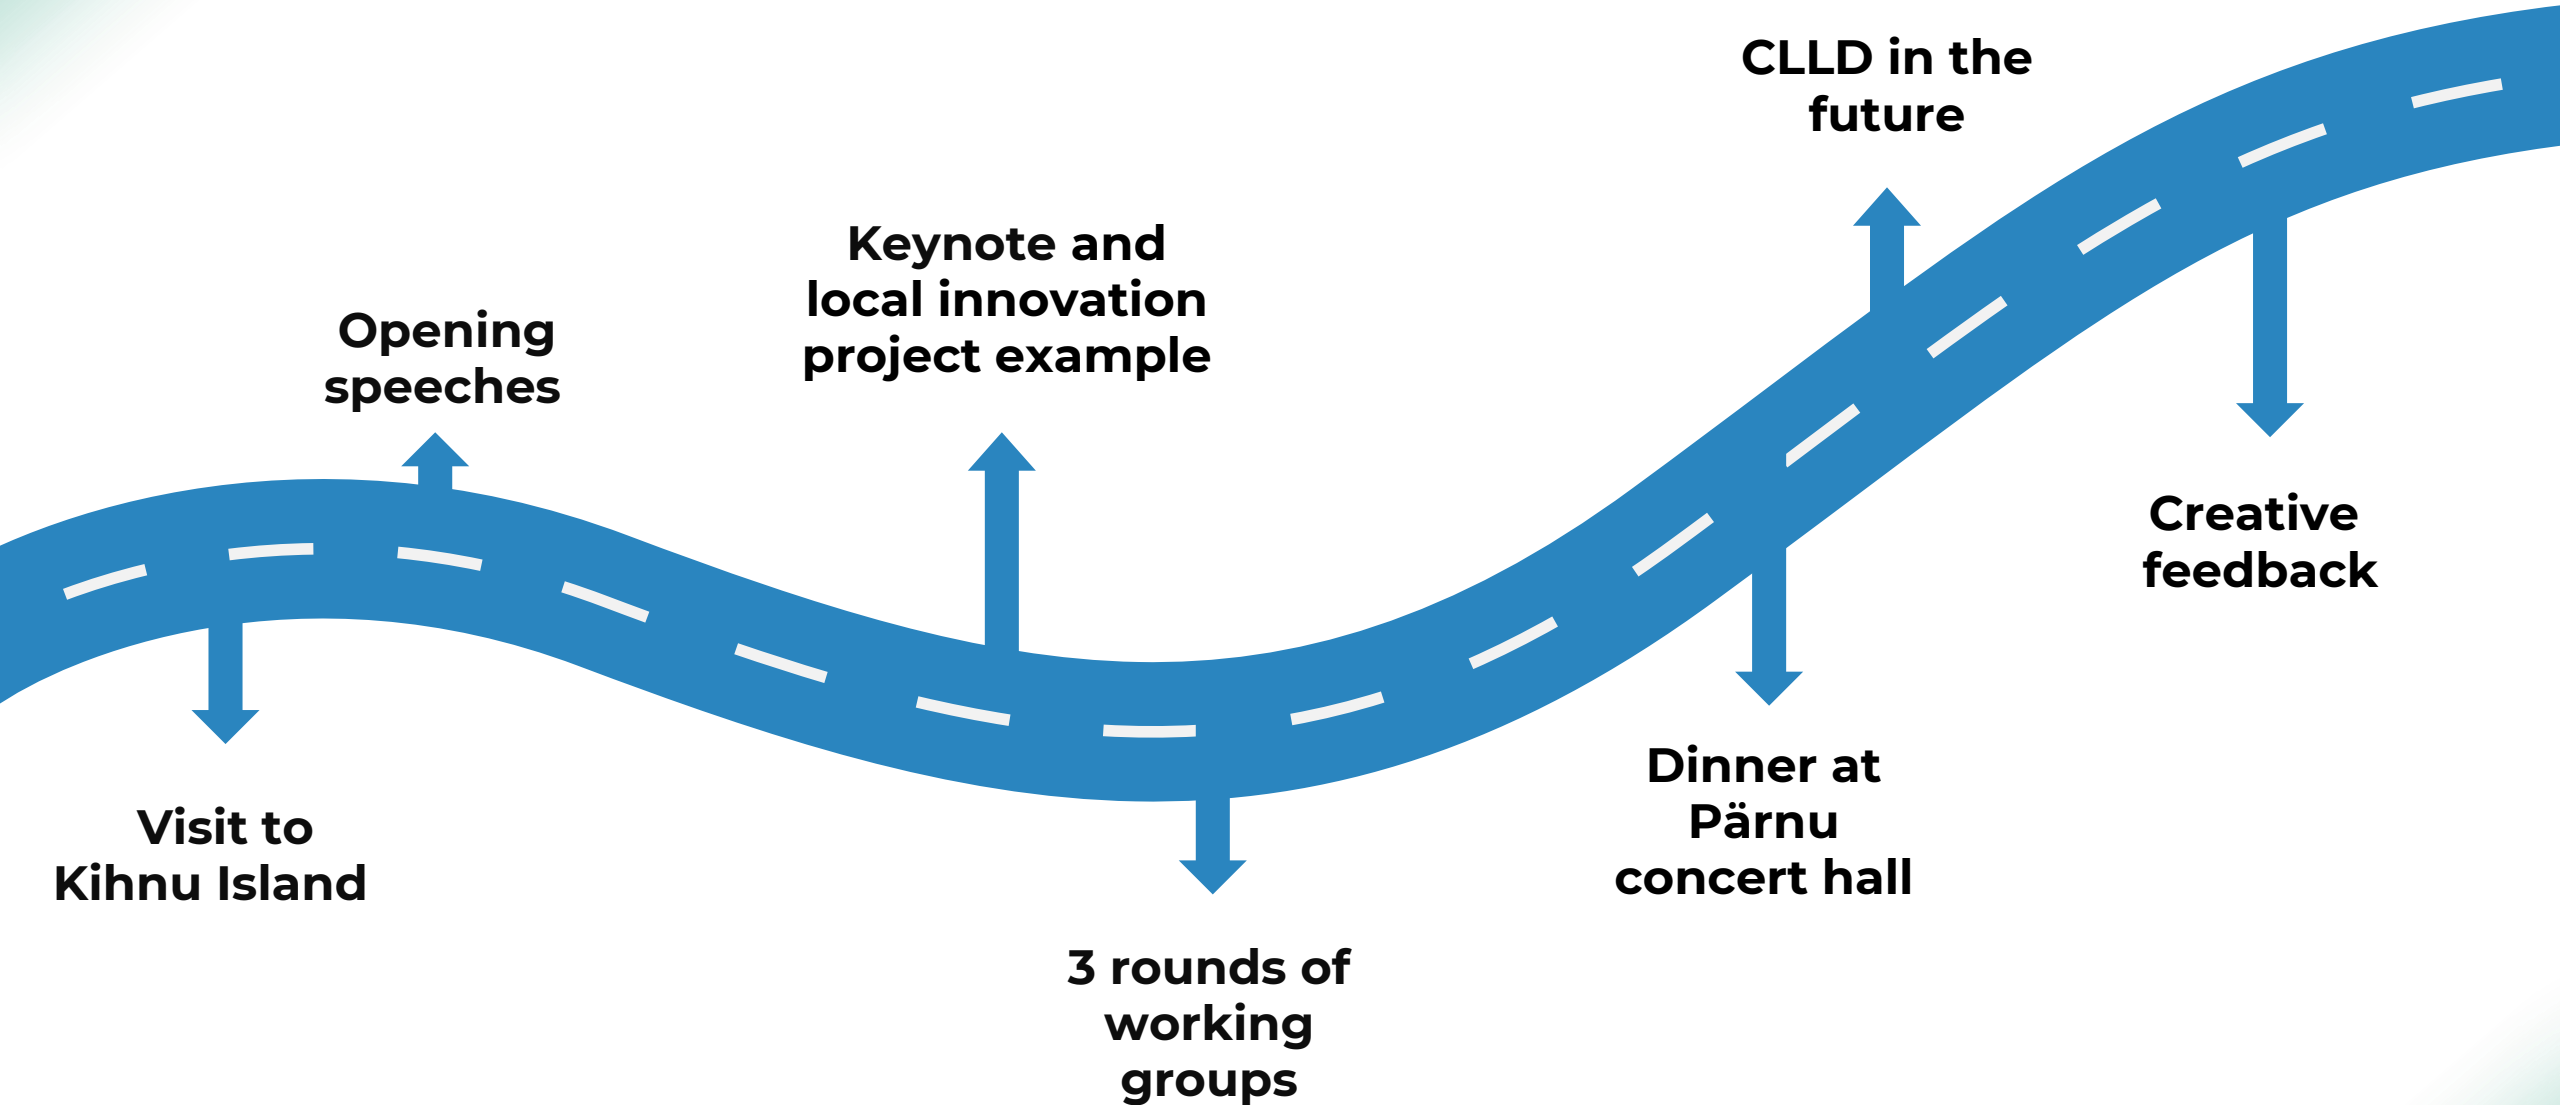 Visit to
Kihnu Island
Opening
speeches
Keynote and
local innovation
project example
3 rounds of
working
groups
Dinner at
Pärnu
concert hall
CLLD in the
future
Creative
feedback